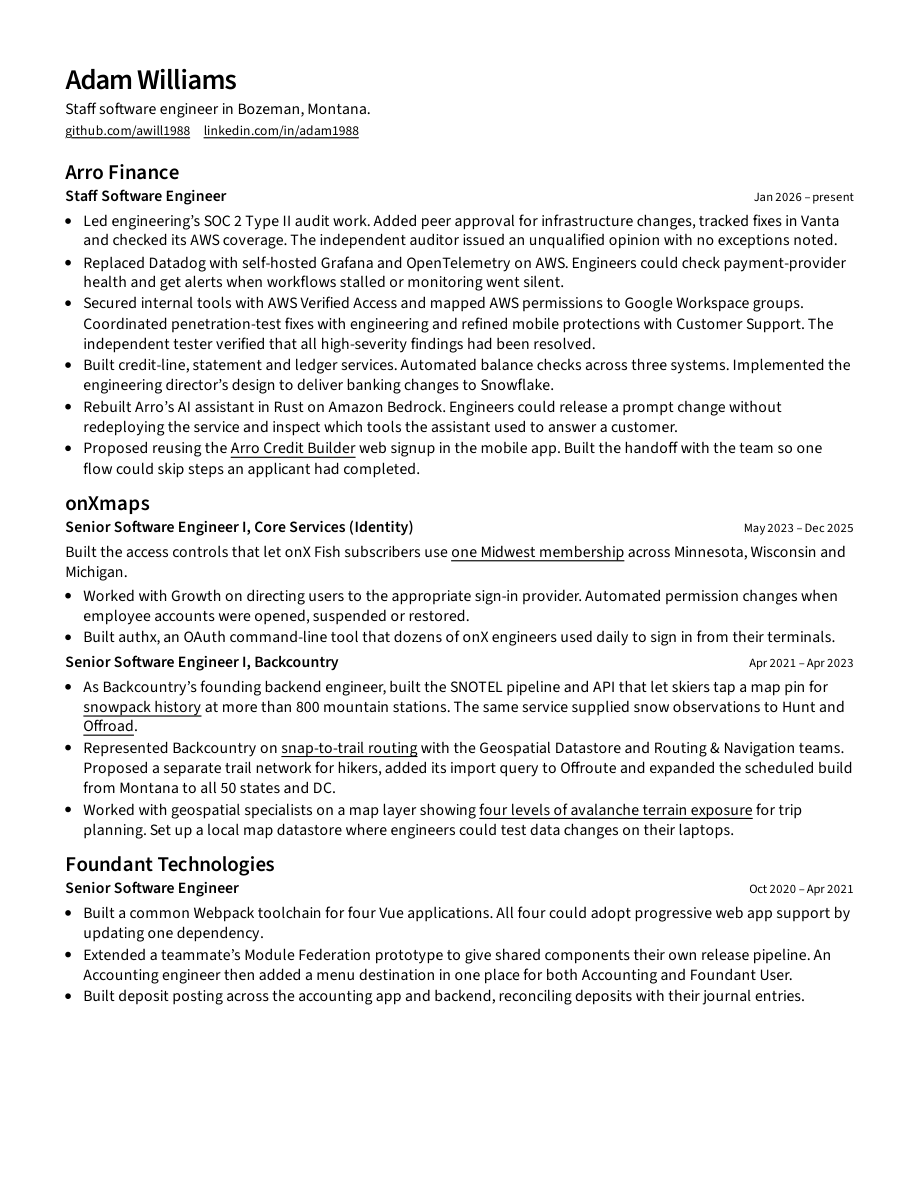 Adam Williams
Staff software engineer in Bozeman, Montana.
github.com/awill1988 linkedin.com/in/adam1988
Arro Finance
Staff Software Engineer Jan 2026 – present
• Led engineering’s SOC 2 Type II audit work. Added peer approval for infrastructure changes, tracked fixes in Vanta
and checked its AWS coverage. The independent auditor issued an unqualified opinion with no exceptions noted.
• Replaced Datadog with self-hosted Grafana and OpenTelemetry on AWS. Engineers could check payment-provider
health and get alerts when workflows stalled or monitoring went silent.
• Secured internal tools with AWS Verified Access and mapped AWS permissions to Google Workspace groups.
Coordinated penetration-test fixes with engineering and refined mobile protections with Customer Support. The
independent tester verified that all high-severity findings had been resolved.
• Built credit-line, statement and ledger services. Automated balance checks across three systems. Implemented the
engineering director’s design to deliver banking changes to Snowflake.
• Rebuilt Arro’s AI assistant in Rust on Amazon Bedrock. Engineers could release a prompt change without
redeploying the service and inspect which tools the assistant used to answer a customer.
• Proposed reusing the Arro Credit Builder web signup in the mobile app. Built the handoff with the team so one
flow could skip steps an applicant had completed.
onXmaps
Senior Software Engineer I, Core Services (Identity) May 2023 – Dec 2025
Built the access controls that let onX Fish subscribers use one Midwest membership across Minnesota, Wisconsin and
Michigan.
• Worked with Growth on directing users to the appropriate sign-in provider. Automated permission changes when
employee accounts were opened, suspended or restored.
• Built authx, an OAuth command-line tool that dozens of onX engineers used daily to sign in from their terminals.
Senior Software Engineer I, Backcountry Apr 2021 – Apr 2023
• As Backcountry’s founding backend engineer, built the SNOTEL pipeline and API that let skiers tap a map pin for
snowpack history at more than 800 mountain stations. The same service supplied snow observations to Hunt and
Offroad.
• Represented Backcountry on snap-to-trail routing with the Geospatial Datastore and Routing & Navigation teams.
Proposed a separate trail network for hikers, added its import query to Offroute and expanded the scheduled build
from Montana to all 50 states and DC.
• Worked with geospatial specialists on a map layer showing four levels of avalanche terrain exposure for trip
planning. Set up a local map datastore where engineers could test data changes on their laptops.
Foundant Technologies
Senior Software Engineer Oct 2020 – Apr 2021
• Built a common Webpack toolchain for four Vue applications. All four could adopt progressive web app support by
updating one dependency.
• Extended a teammate’s Module Federation prototype to give shared components their own release pipeline. An
Accounting engineer then added a menu destination in one place for both Accounting and Foundant User.
• Built deposit posting across the accounting app and backend, reconciling deposits with their journal entries.